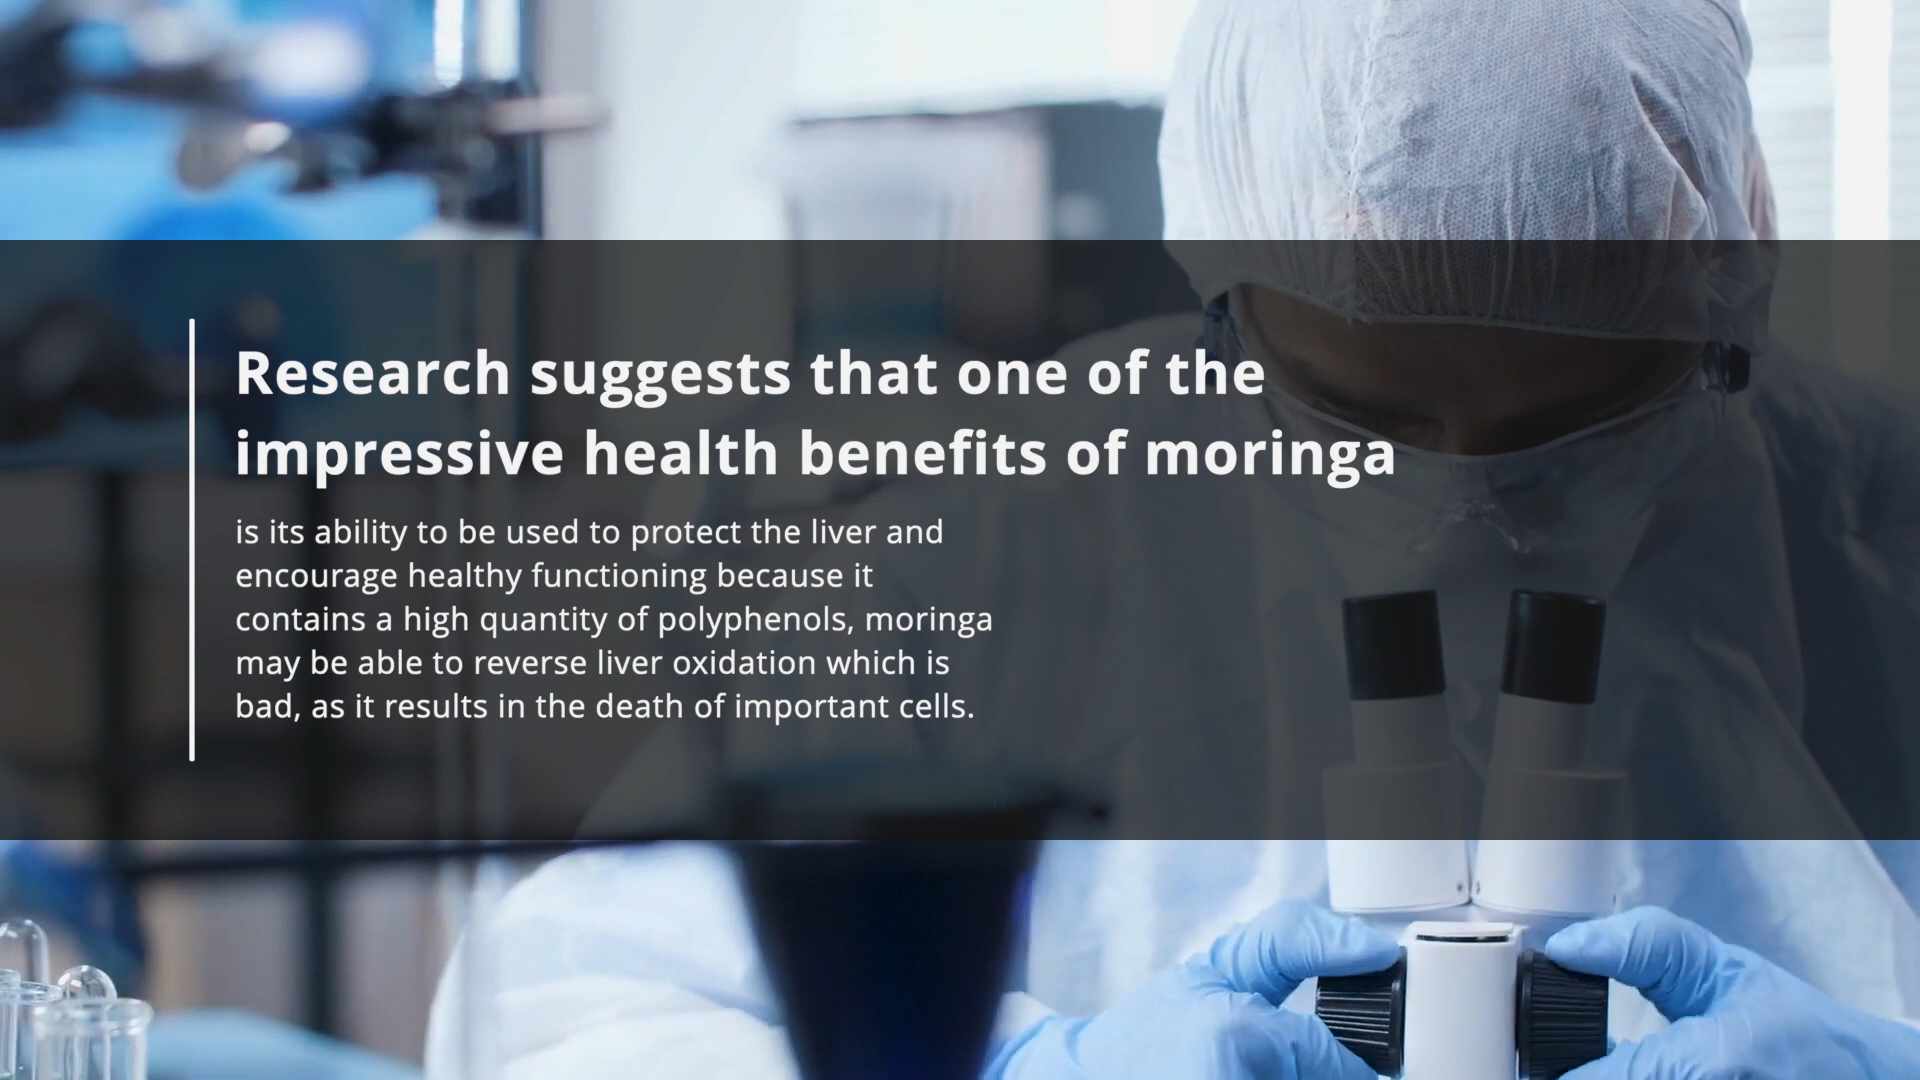 Research suggests that one of the
impressive health benefits of moringa
is its ability to be used to protect the liver and
encourage healthy functioning because it
contains a high quantity of polyphenols, moringa
may be able to reverse liver oxidation which is
bad, as it results in the death of important cells.